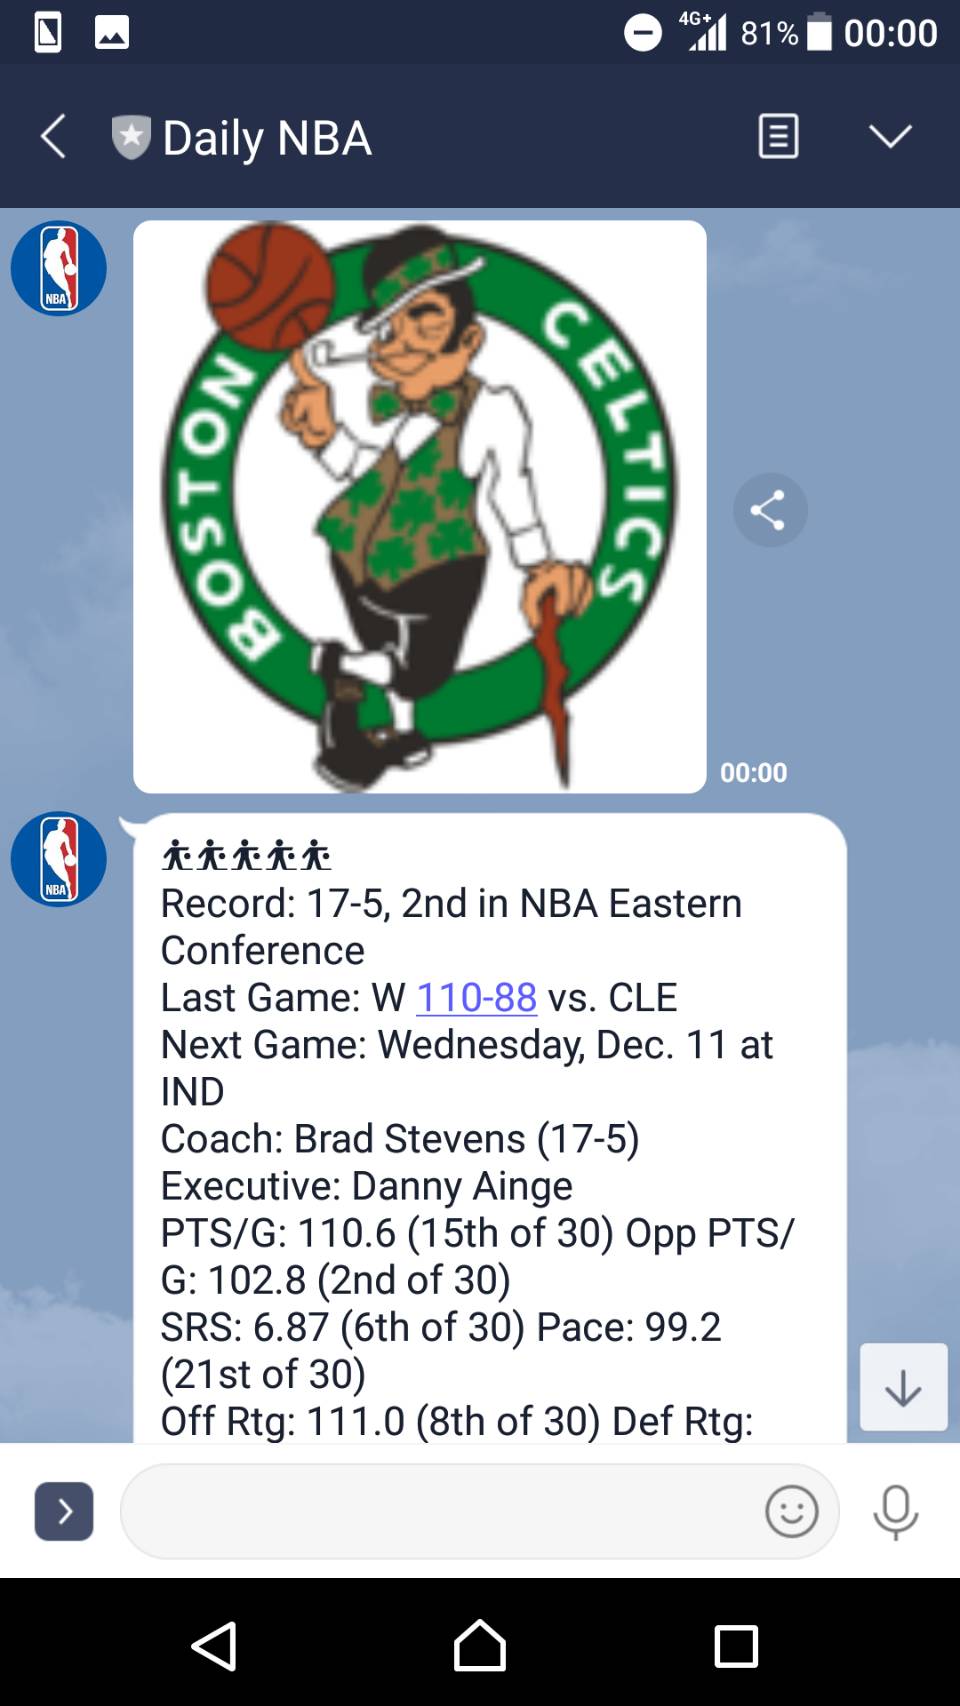 4G+ 81% 00:00
Daily NBA
NBA
BOSTON CELTICS
00:00
NBA
Record: 17-5, 2nd in NBA Eastern
Conference
Last Game: W 110-88 vs. CLE
Next Game: Wednesday, Dec. 11 at
IND
Coach: Brad Stevens (17-5)
Executive: Danny Ainge
PTS/G: 110.6 (15th of 30) Opp PTS/
G: 102.8 (2nd of 30)
SRS: 6.87 (6th of 30) Pace: 99.2
(21st of 30)
Off Rtg: 111.0 (8th of 30) Def Rtg: